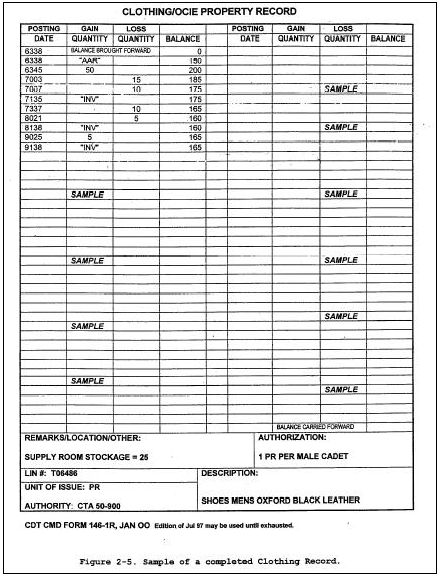 CLOTHING/OCIE PROPERTY RECORD
POSTING GAIN LOSS POSTING GAIN LOSS
DATE QUANTITY QUANTITY BALANCE DATE QUANTITY QUANTITY BALANCE
6338 BALANCE BROUGHT FORWARD 0
6338 "AAR" 150
6345 50 200
7003 15 185
7007 10 175 SAMPLE
7135 "INV" 175
7337 10 165
8021 5 160
8138 "INV" 160 SAMPLE
9025 5 165
9138 "INV" 165
SAMPLE SAMPLE
SAMPLE SAMPLE
SAMPLE
SAMPLE
SAMPLE
SAMPLE
BALANCE CARRIED FORWARD
REMARKS/LOCATION/OTHER: AUTHORIZATION:
SUPPLY ROOM STOCKAGE = 25 1 PR PER MALE CADET
LIN #: T06486 DESCRIPTION:
UNIT OF ISSUE: PR
SHOES MENS OXFORD BLACK LEATHER
AUTHORITY: CTA 50-900
CDT CMD FORM 146-1R, JAN OO Edition of Jul 97 may be used until exhausted.
Figure 2-5. Sample of a completed Clothing Record.